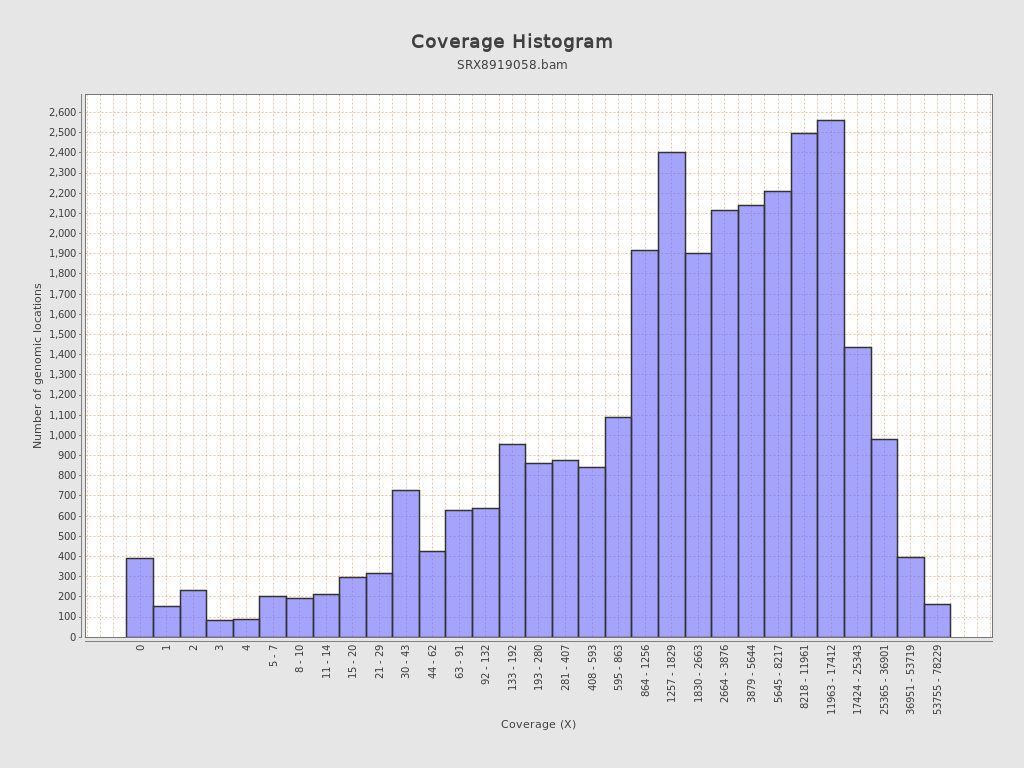 Coverage Histogram
SRX8919058.bam
Number of genomic locations
2,600
2,500
2,400
2,300
2,200
2,100
2,000
1,900
1,800
1,700
1,600
1,500
1,400
1,300
1,200
1,100
1,000
900
800
700
600
500
400
300
200
100
0
0
1
2
3
4
5 - 7
8 - 10
11 - 14
15 - 20
21 - 29
30 - 43
44 - 62
63 - 91
92 - 132
133 - 192
193 - 280
281 - 407
408 - 593
595 - 863
864 - 1256
1257 - 1829
1830 - 2663
2664 - 3876
3879 - 5644
5645 - 8217
8218 - 11961
11963 - 17412
17424 - 25343
25365 - 36901
36951 - 53719
53755 - 78229
Coverage (X)